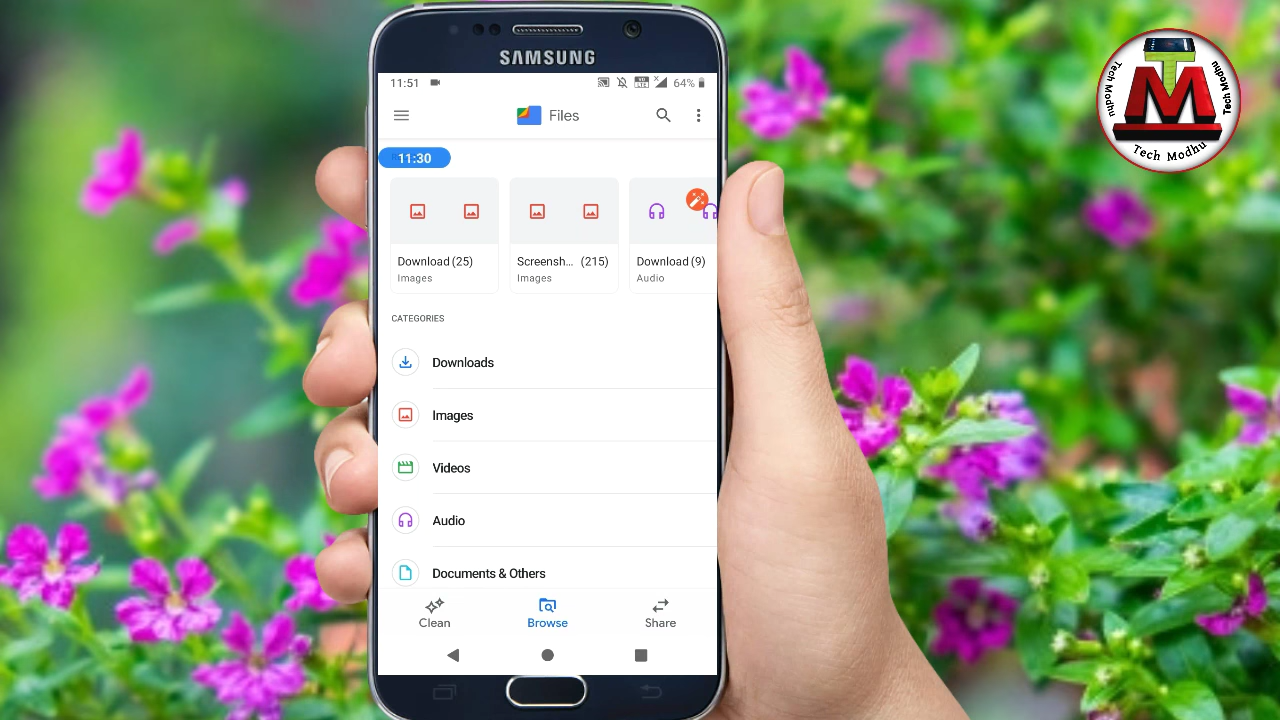 SAMSUNG
11:51
64%
Files
11:30
Download (25)
Images
Screensh... (215)
Images
Download (9)
Audio
CATEGORIES
Downloads
Images
Videos
Audio
Documents & Others
Clean
Browse
Share
Tech Modhu
TM
Tech Modhu
Tech Modhu